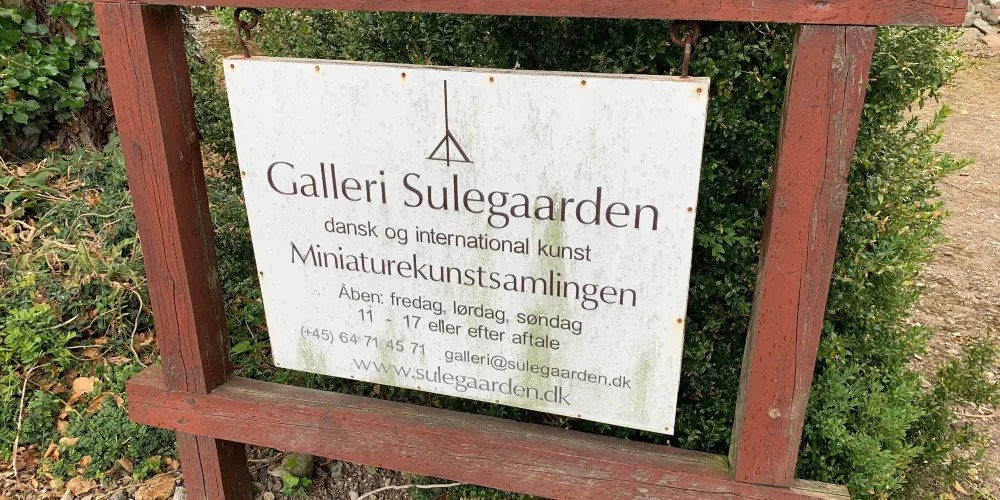 Galleri Sulegaarden
dansk og international kunst
Miniaturekunstsamlingen
Åben: fredag, lørdag, søndag
11 - 17 eller efter aftale
(+45) 64 71 45 71 galleri@sulegaarden.dk
www.sulegaarden.dk